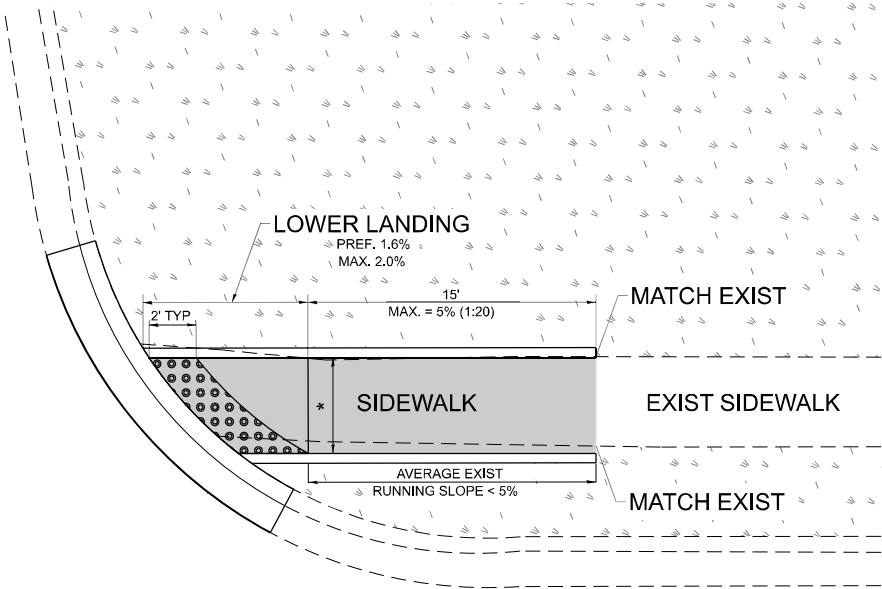 LOWER LANDING
PREF. 1.6%
MAX. 2.0%
15'
MAX. = 5% (1:20)
MATCH EXIST
2' TYP
*
SIDEWALK
EXIST SIDEWALK
AVERAGE EXIST
RUNNING SLOPE < 5%
MATCH EXIST